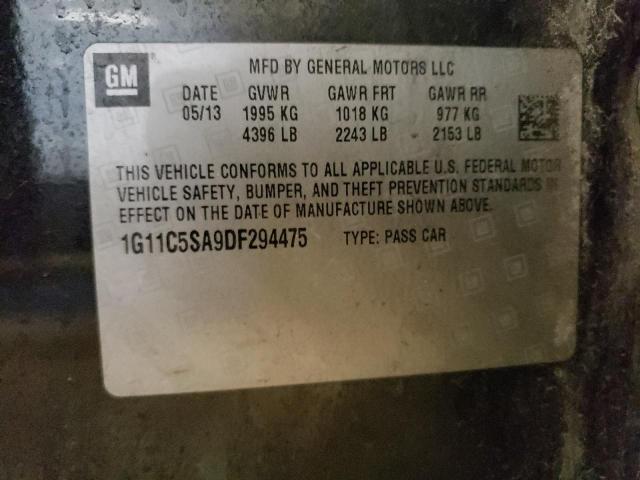 GM
MFD BY GENERAL MOTORS LLC
DATE GVWR GAWR FRT GAWR RR
05/13 1995 KG 1018 KG 977 KG
4396 LB 2243 LB 2153 LB
THIS VEHICLE CONFORMS TO ALL APPLICABLE U.S. FEDERAL MOTOR
VEHICLE SAFETY, BUMPER, AND THEFT PREVENTION STANDARDS IN
EFFECT ON THE DATE OF MANUFACTURE SHOWN ABOVE.
1G11C5SA9DF294475 TYPE: PASS CAR